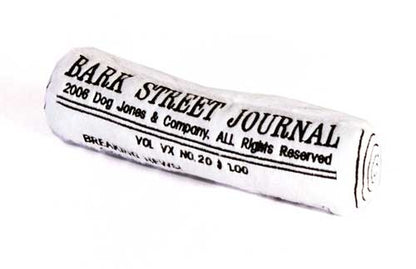 BARK STREET JOURNAL
2006 Dog Jones & Company. ALL Rights Reserved
VOL VX NO.20 $ 1.00
BREAKING NEWS